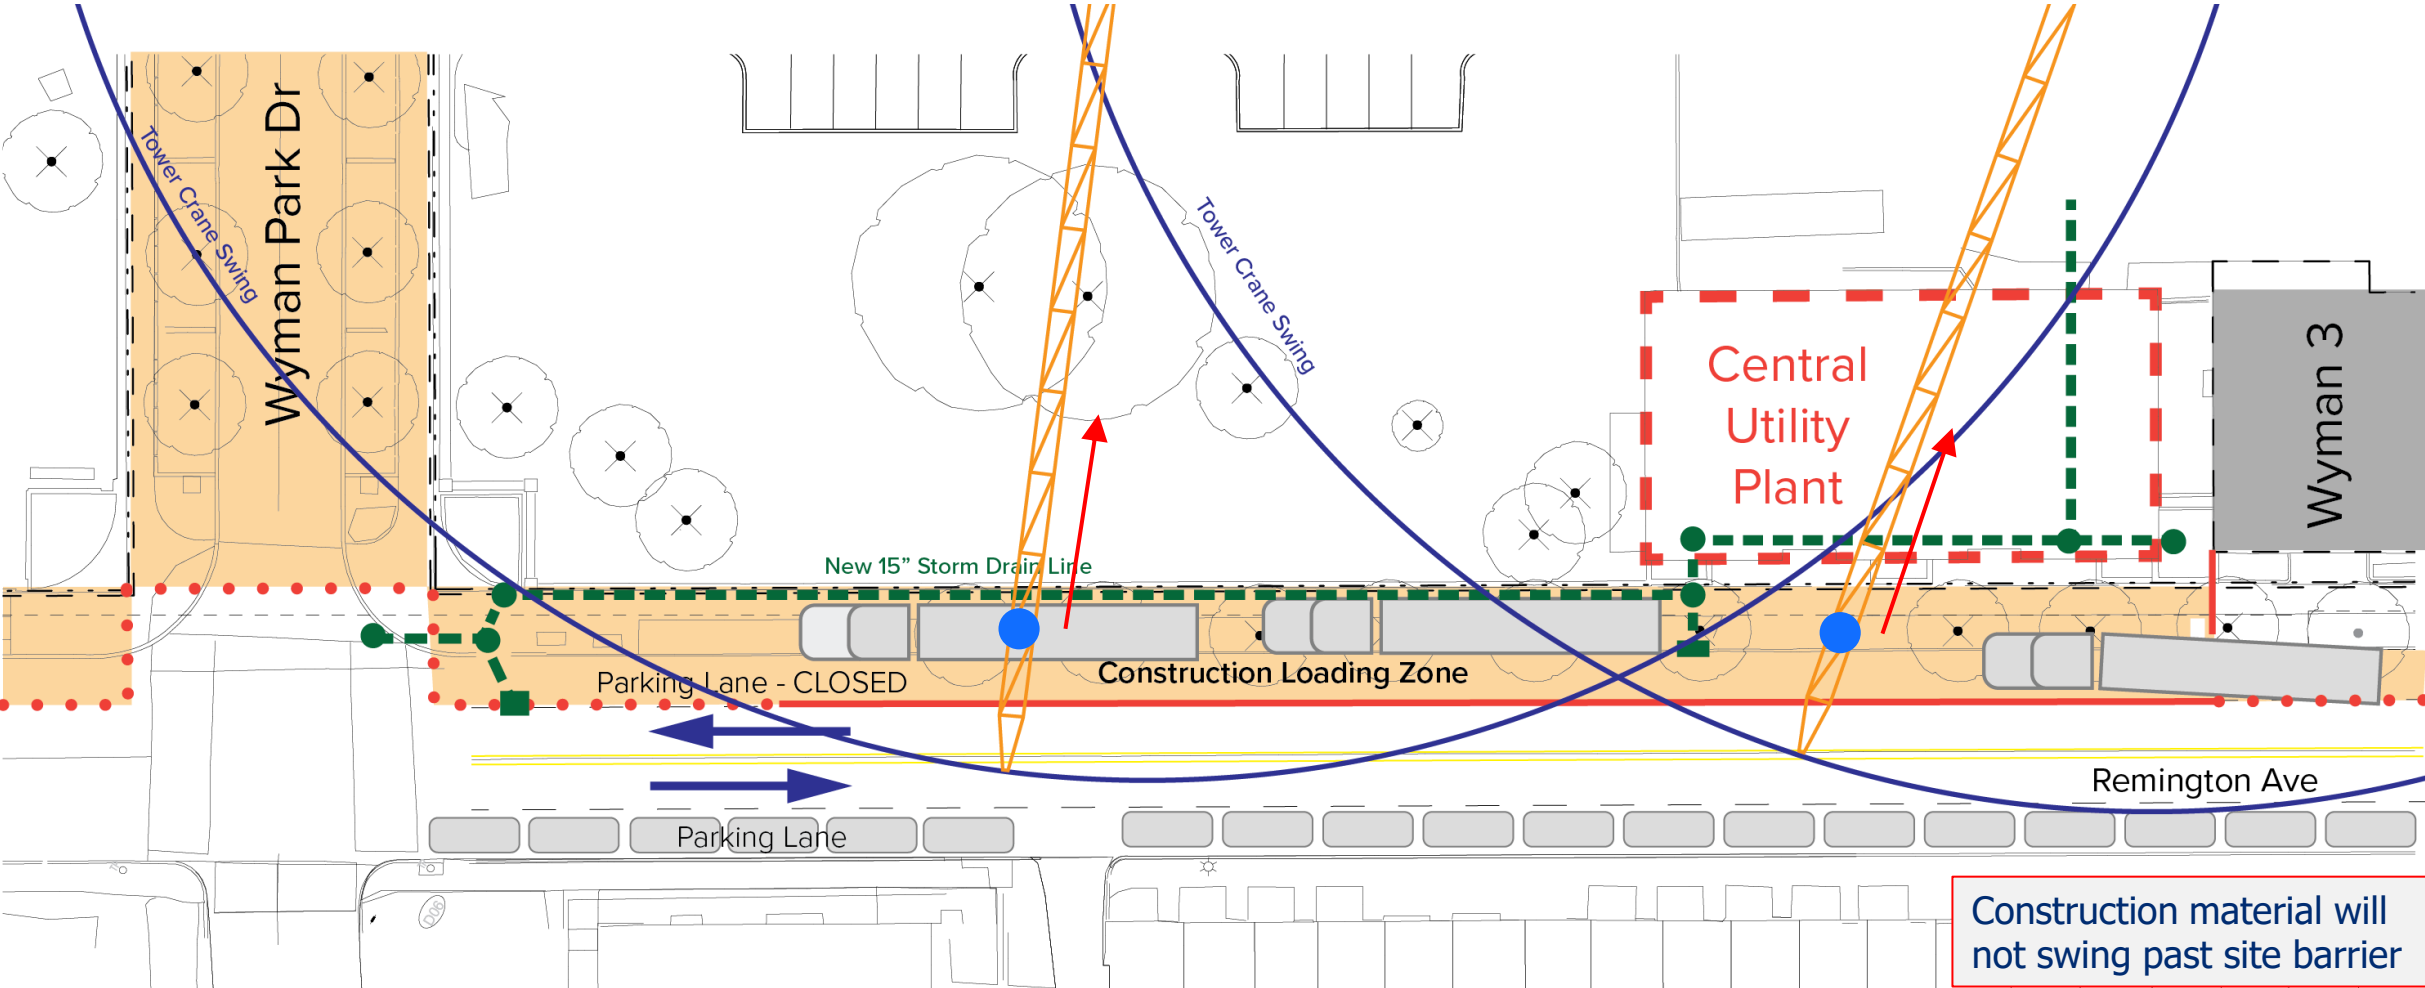 Wyman Park Dr
Tower Crane Swing
Tower Crane Swing
Central
Utility
Plant
Wyman 3
New 15” Storm Drain Line
Parking Lane - CLOSED
Construction Loading Zone
Remington Ave
Parking Lane
D06
Construction material will
not swing past site barrier